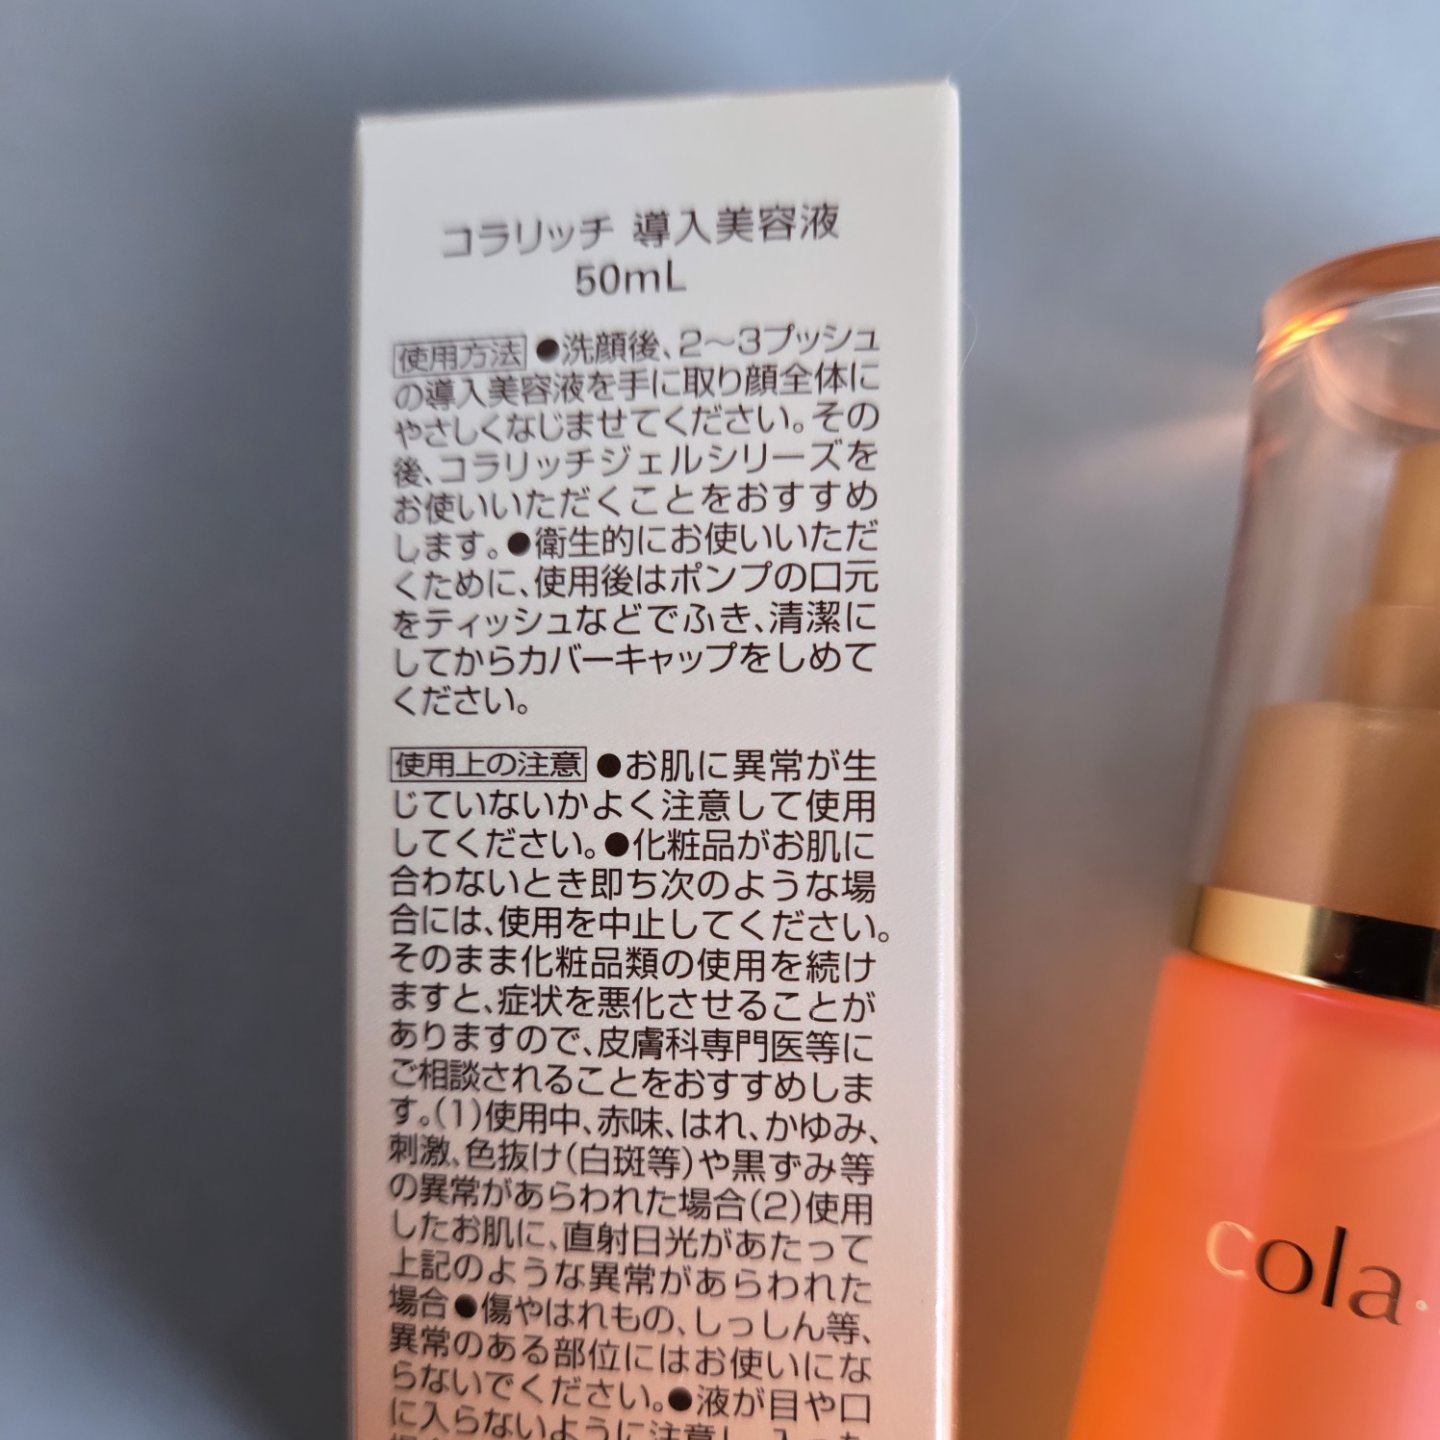 コラリッチ 導入美容液
50mL
使用方法 ●洗顔後、2〜3プッシュ
の導入美容液を手に取り顔全体に
やさしくなじませてください。その
後、コラリッチジェルシリーズを
お使いいただくことをおすすめ
します。●衛生的にお使いいただ
くために、使用後はポンプの口元
をティッシュなどでふき、清潔に
してからカバーキャップをしめて
ください。
使用上の注意 ●お肌に異常が生
じていないかよく注意して使用
してください。●化粧品がお肌に
合わないとき即ち次のような場
合には、使用を中止してください。
そのまま化粧品類の使用を続け
ますと、症状を悪化させることが
ありますので、皮膚科専門医等に
ご相談されることをおすすめしま
す。(1)使用中、赤味、はれ、かゆみ、
刺激、色抜け(白斑等)や黒ずみ等
の異常があらわれた場合(2)使用
したお肌に、直射日光があたって
上記のような異常があらわれた
場合●傷やはれもの、しっしん等、
異常のある部位にはお使いにな
らないでください。●液が目や口
に入らないように注意し、入った
cola